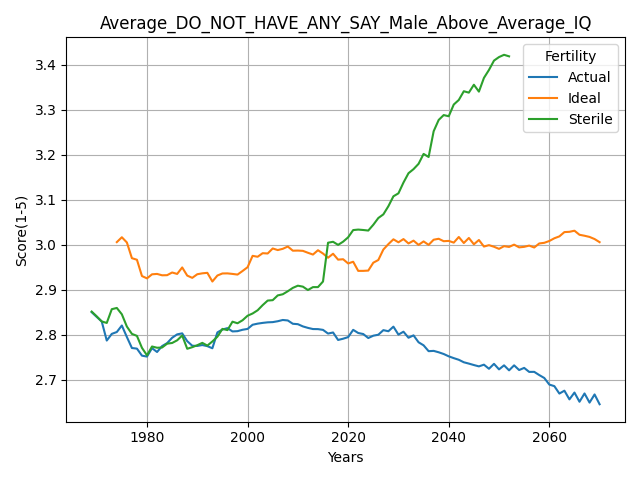 Average_DO_NOT_HAVE_ANY_SAY_Male_Above_Average_IQ
Fertility
Actual
Ideal
Sterile
Score(1-5)
3.4
3.3
3.2
3.1
3.0
2.9
2.8
2.7
1980 2000 2020 2040 2060
Years